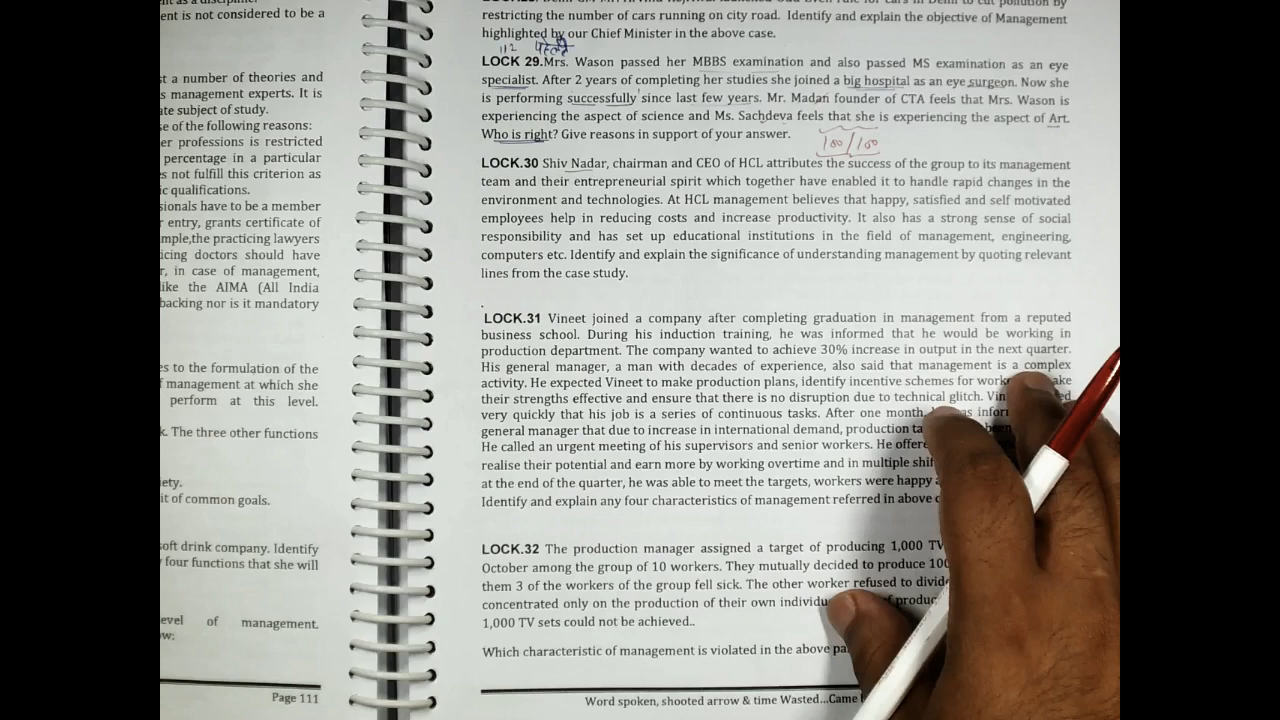 ent is not considered to be a
st a number of theories and
s management experts. It is
ate subject of study.
se of the following reasons:
er professions is restricted
percentage in a particular
s not fulfill this criterion as
ic qualifications.
sionals have to be a member
entry, grants certificate of
mple,the practicing lawyers
icing doctors should have
r, in case of management,
like the AIMA (All India
backing nor is it mandatory
es to the formulation of the
f management at which she
perform at this level.
k. The three other functions
ety.
it of common goals.
soft drink company. Identify
four functions that she will
evel of management.
w:
Page 111
restricting the number of cars running on city road. Identify and explain the objective of Management
highlighted by our Chief Minister in the above case.
112
LOCK 29.Mrs. Wason passed her MBBS examination and also passed MS examination as an eye
specialist. After 2 years of completing her studies she joined a big hospital as an eye surgeon. Now she
is performing successfully since last few years. Mr. Madan founder of CTA feels that Mrs. Wason is
experiencing the aspect of science and Ms. Sachdeva feels that she is experiencing the aspect of Art.
Who is right? Give reasons in support of your answer.
100/100
LOCK.30 Shiv Nadar, chairman and CEO of HCL attributes the success of the group to its management
team and their entrepreneurial spirit which together have enabled it to handle rapid changes in the
environment and technologies. At HCL management believes that happy, satisfied and self motivated
employees help in reducing costs and increase productivity. It also has a strong sense of social
responsibility and has set up educational institutions in the field of management, engineering,
computers etc. Identify and explain the significance of understanding management by quoting relevant
lines from the case study.
LOCK.31 Vineet joined a company after completing graduation in management from a reputed
business school. During his induction training, he was informed that he would be working in
production department. The company wanted to achieve 30% increase in output in the next quarter.
His general manager, a man with decades of experience, also said that management is a complex
activity. He expected Vineet to make production plans, identify incentive schemes for
their strengths effective and ensure that there is no disruption due to technical glitch.
very quickly that his job is a series of continuous tasks. After one month,
general manager that due to increase in international demand, production
He called an urgent meeting of his supervisors and senior workers. He
realise their potential and earn more by working overtime and in multiple
at the end of the quarter, he was able to meet the targets, workers were happy
Identify and explain any four characteristics of management referred in above
LOCK.32 The production manager assigned a target of producing 1,000 TV
October among the group of 10 workers. They mutually decided to produce
them 3 of the workers of the group fell sick. The other worker refused to
concentrated only on the production of their own
1,000 TV sets could not be achieved..
Which characteristic of management is violated in the above
Word spoken, shooted arrow & time Wasted...Came